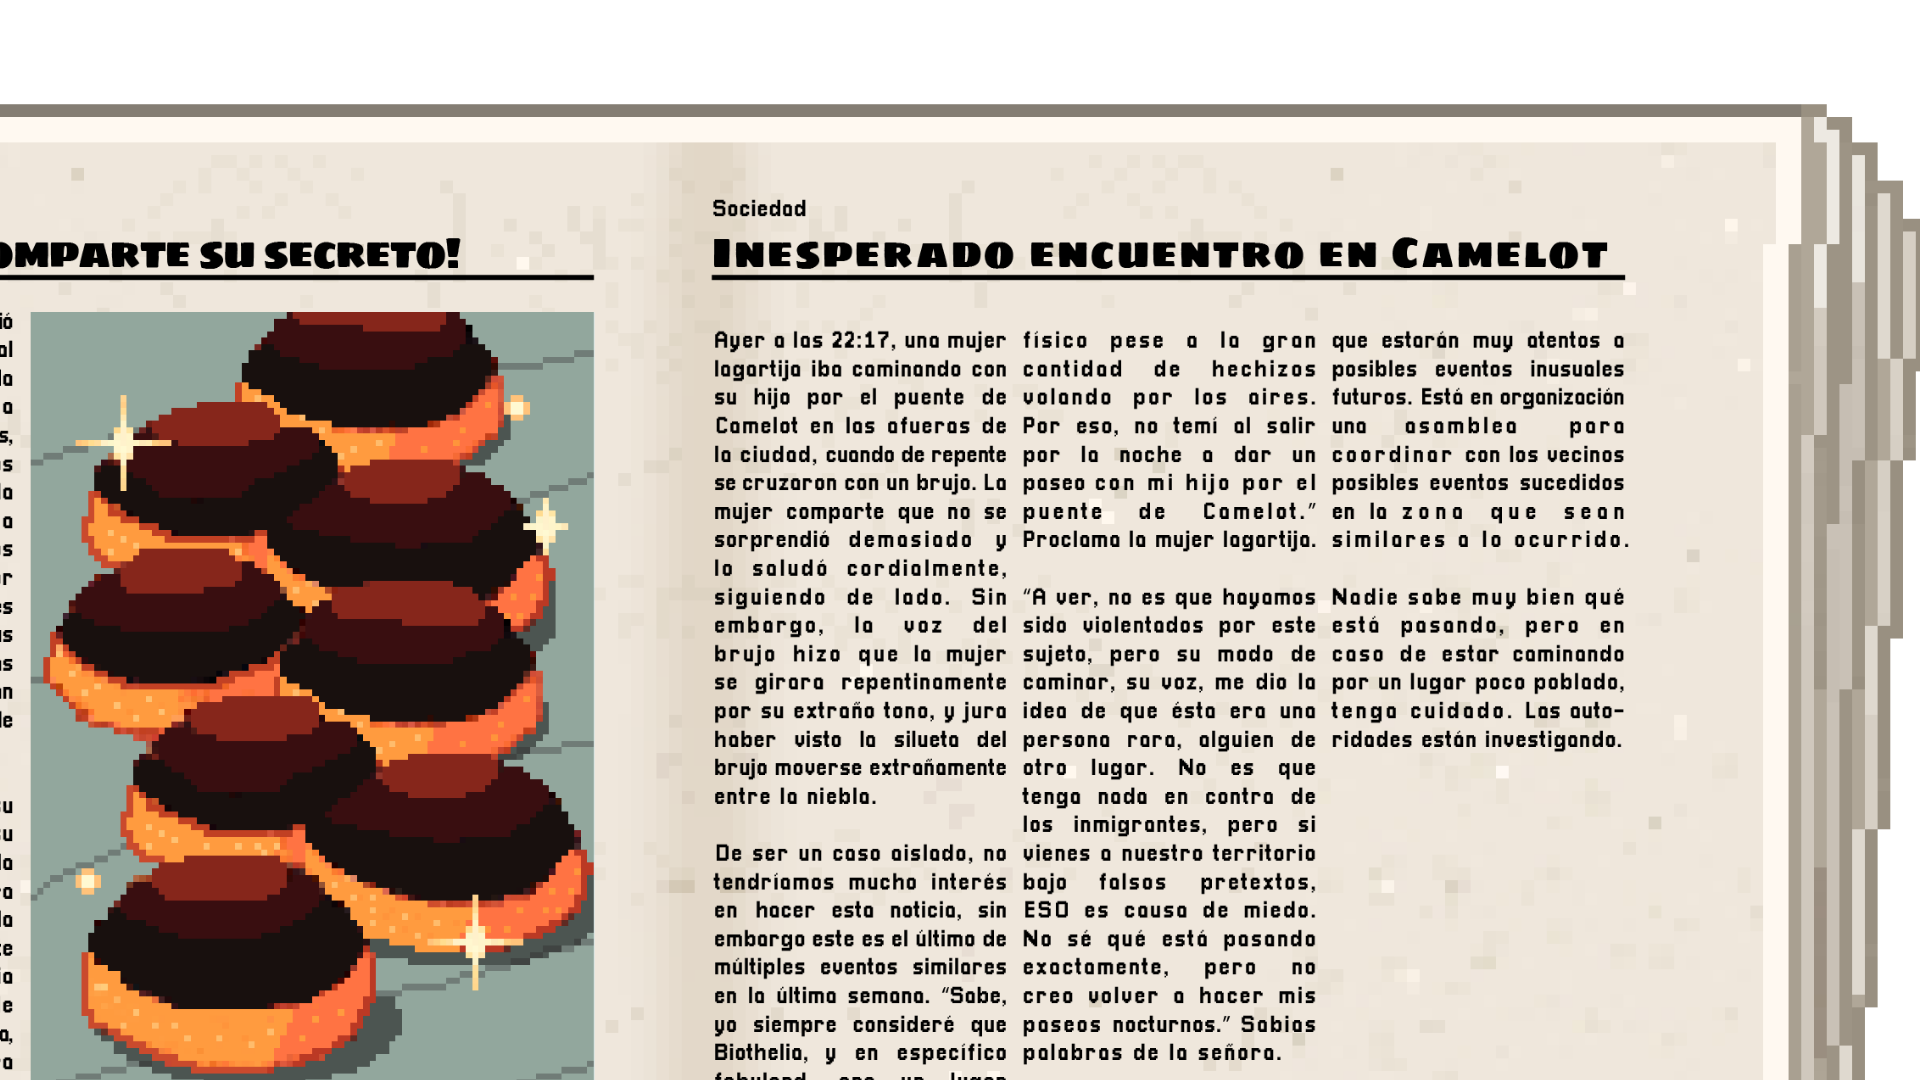 OMPARTE SU SECRETO!
ió
al
la
a
s,
os
la
a
os
or
es
as
as
an
de
su
su
la
ra
la
te
ia
e
a,
ra
Sociedad
Inesperado encuentro en Camelot
Ayer a las 22:17, una mujer
lagartija iba caminando con
su hijo por el puente de
Camelot en las afueras de
la ciudad, cuando de repente
se cruzaron con un brujo. La
mujer comparte que no se
sorprendió demasiado y
lo saludó cordialmente,
siguiendo de lado. Sin
embargo, la voz del
brujo hizo que la mujer
se girara repentinamente
por su extraño tono, y jura
haber visto la silueta del
brujo moverse extrañamente
entre la niebla.
De ser un caso aislado, no
tendríamos mucho interés
en hacer esta noticia, sin
embargo este es el último de
múltiples eventos similares
en la última semana. "Sabe,
yo siempre consideré que
Biothelia, y en específico
físico pese a la gran
cantidad de hechizos
volando por los aires.
Por eso, no temí al salir
por la noche a dar un
paseo con mi hijo por el
puente de Camelot."
Proclama la mujer lagartija.
"A ver, no es que hayamos
sido violentados por este
sujeto, pero su modo de
caminar, su voz, me dio la
idea de que ésta era una
persona rara, alguien de
otro lugar. No es que
tenga nada en contra de
los inmigrantes, pero si
vienes a nuestro territorio
bajo falsos pretextos,
ESO es causa de miedo.
No sé qué está pasando
exactamente, pero no
creo volver a hacer mis
paseos nocturnos." Sabias
palabras de la señora.
que estarán muy atentos a
posibles eventos inusuales
futuros. Está en organización
una asamblea para
coordinar con los vecinos
posibles eventos sucedidos
en la zona que sean
similares a lo ocurrido.
Nadie sabe muy bien qué
está pasando, pero en
caso de estar caminando
por un lugar poco poblado,
tenga cuidado. Las auto-
ridades están investigando.